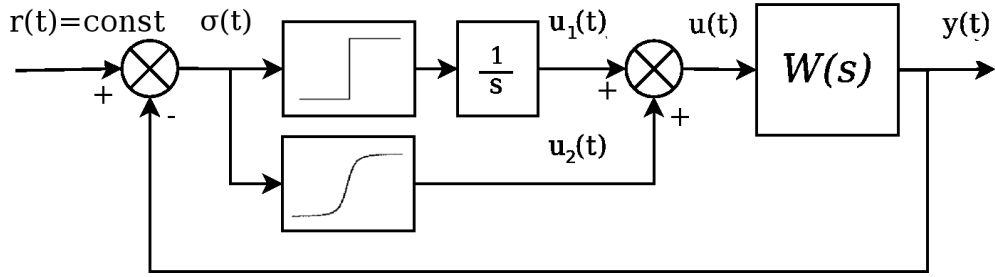 r(t)=const
σ(t)
u₁(t)
u(t)
y(t)
+
-
1
s
+
+
W(s)
u₂(t)